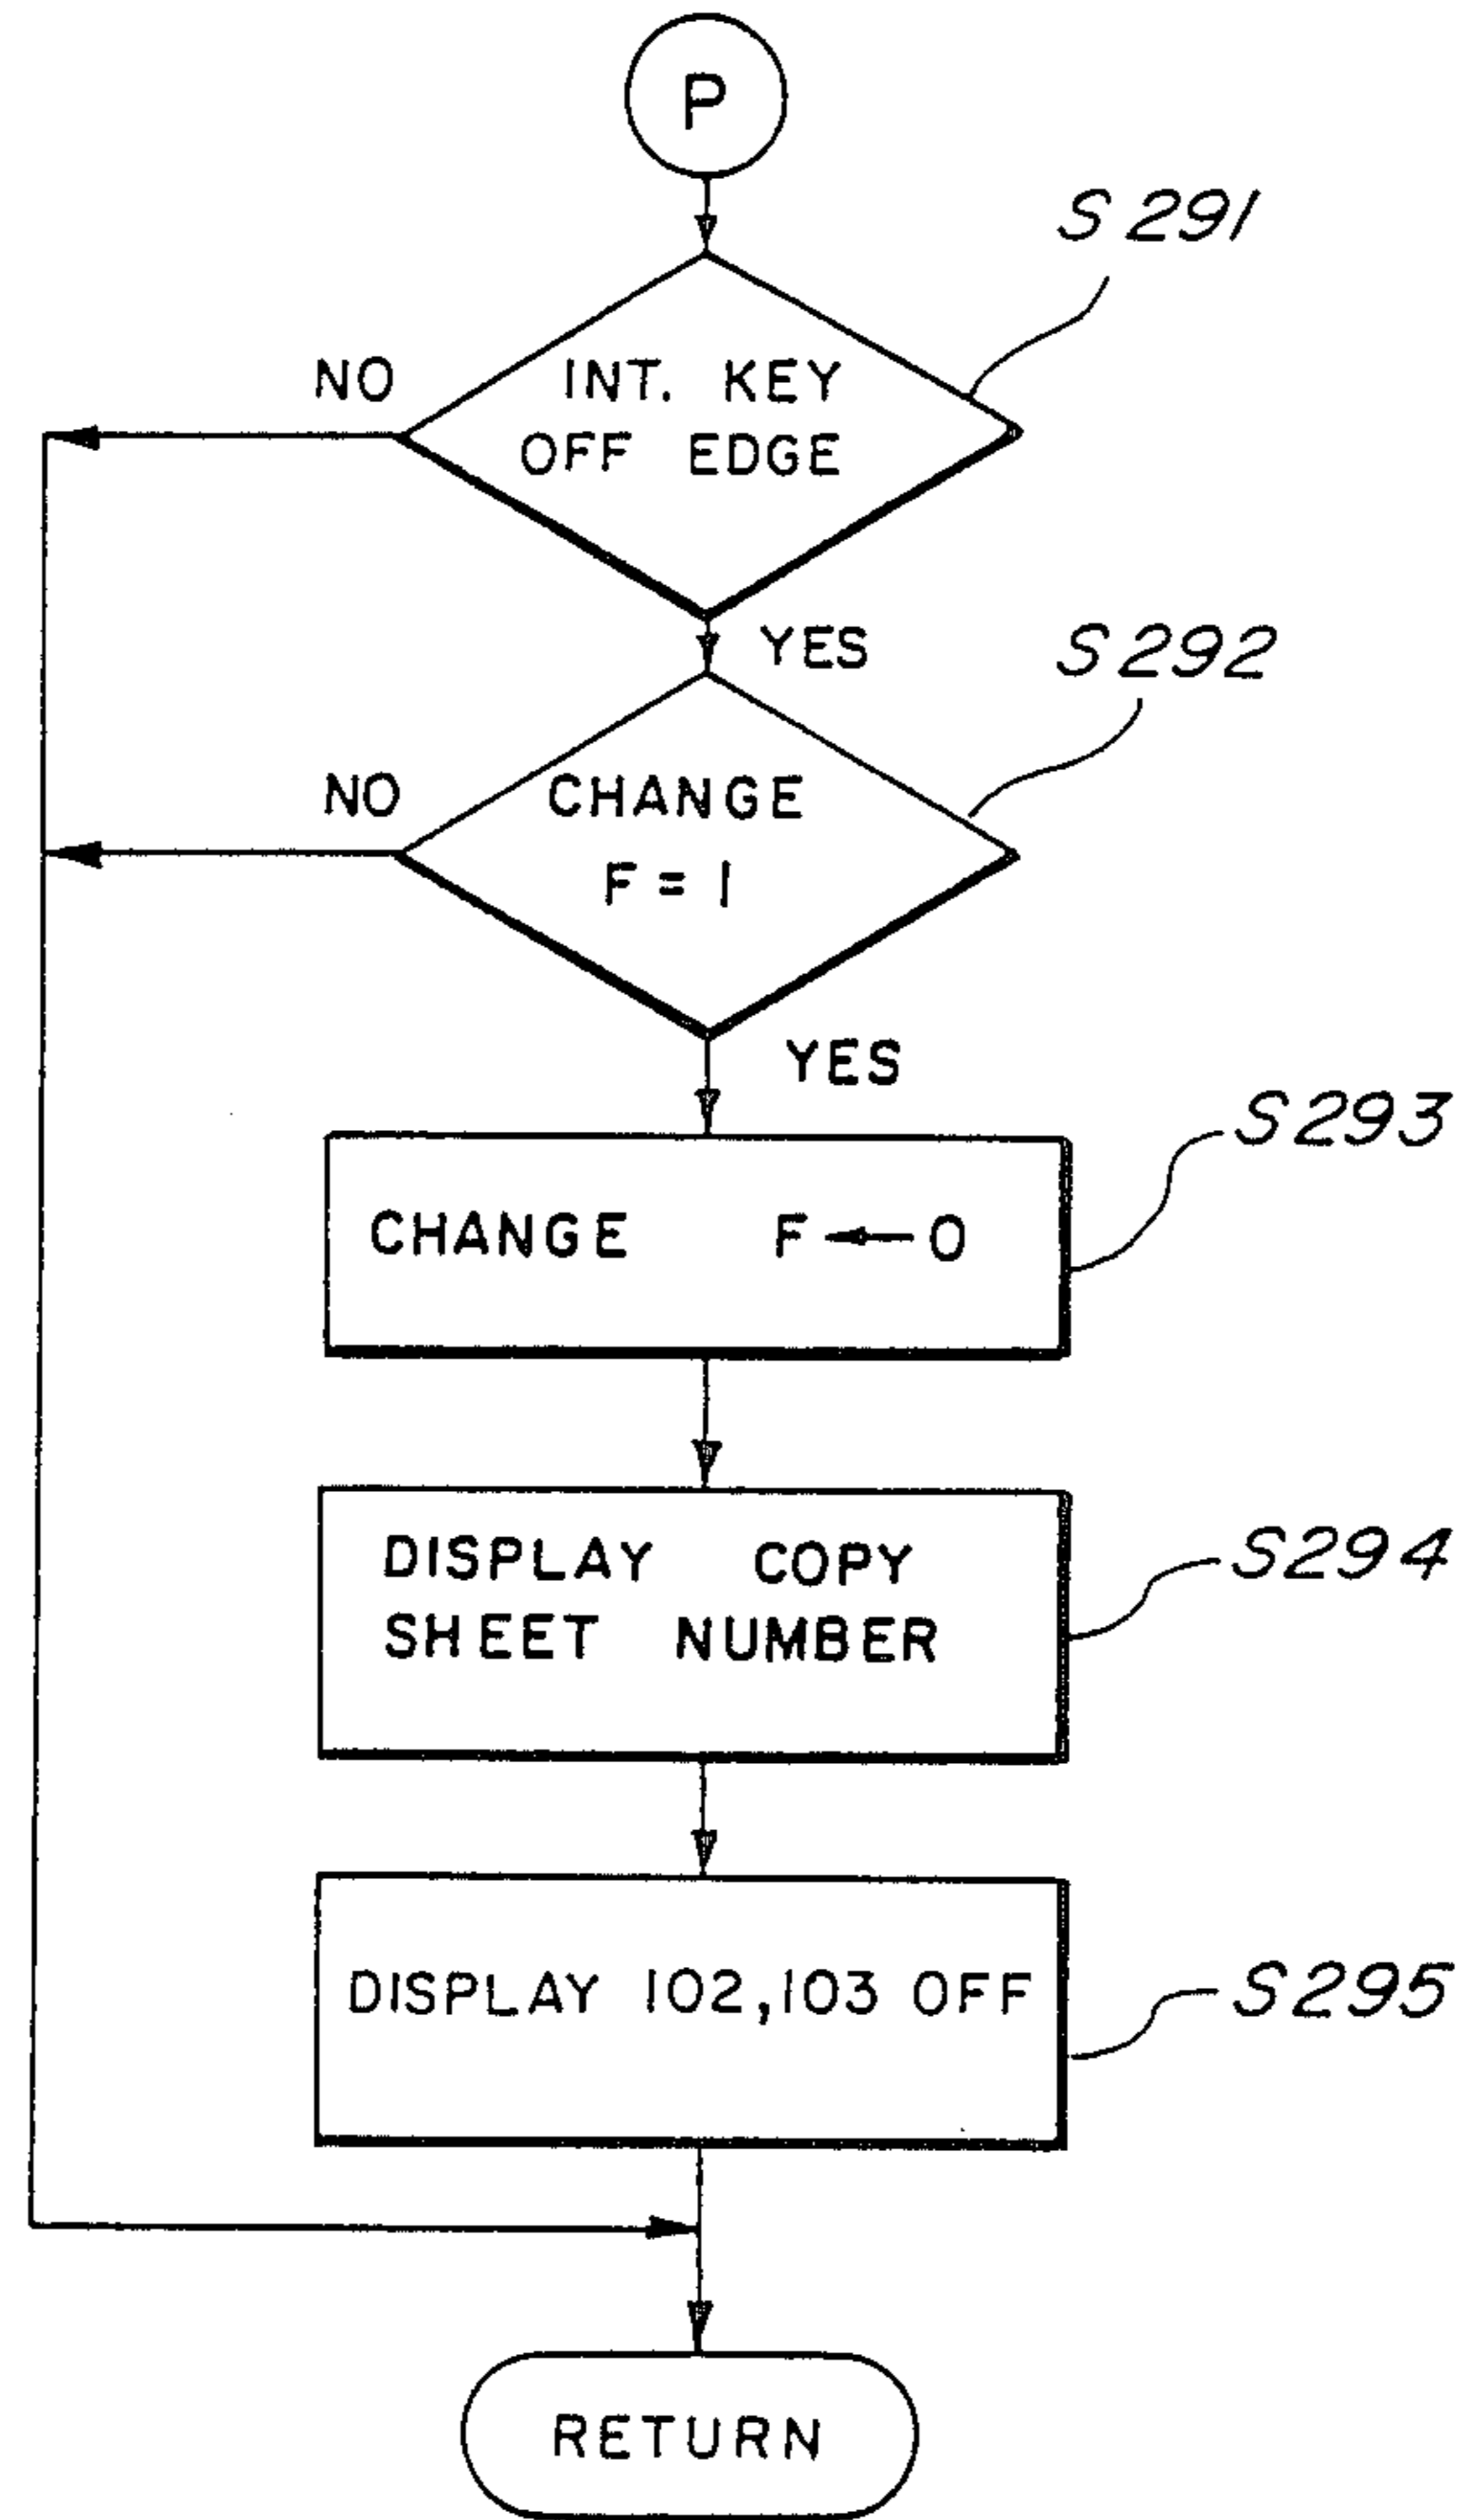 P
S291
NO
INT. KEY
OFF EDGE
YES
S292
NO
CHANGE
F = 1
YES
S293
CHANGE F ← 0
S294
DISPLAY COPY
SHEET NUMBER
S295
DISPLAY 102,103 OFF
RETURN